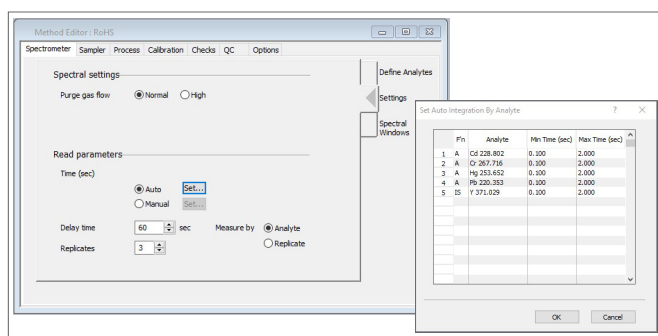 Method Editor : RoHS
Spectrometer Sampler Process Calibration Checks QC Options
Spectral settings
Purge gas flow Normal High
Read parameters
Time (sec)
Auto Set...
Manual Set...
Delay time 60 sec Measure by Analyte
Replicate
Replicates 3
Define Analytes
Settings
Spectral
Windows
Set Auto Integration By Analyte ? X
F'n Analyte Min Time (sec) Max Time (sec)
1 A Cd 228.802 0.100 2.000
2 A Cr 267.716 0.100 2.000
3 A Hg 253.652 0.100 2.000
4 A Pb 220.353 0.100 2.000
5 IS Y 371.029 0.100 2.000
OK Cancel